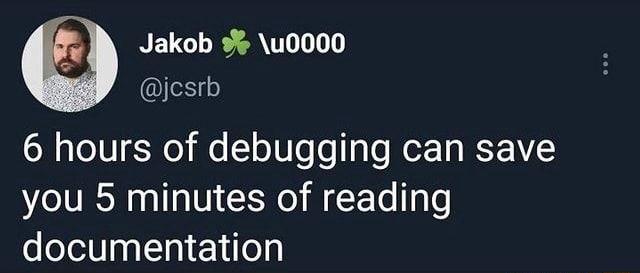 Jakob ☘️ \u0000
@jcsrb
6 hours of debugging can save
you 5 minutes of reading
documentation